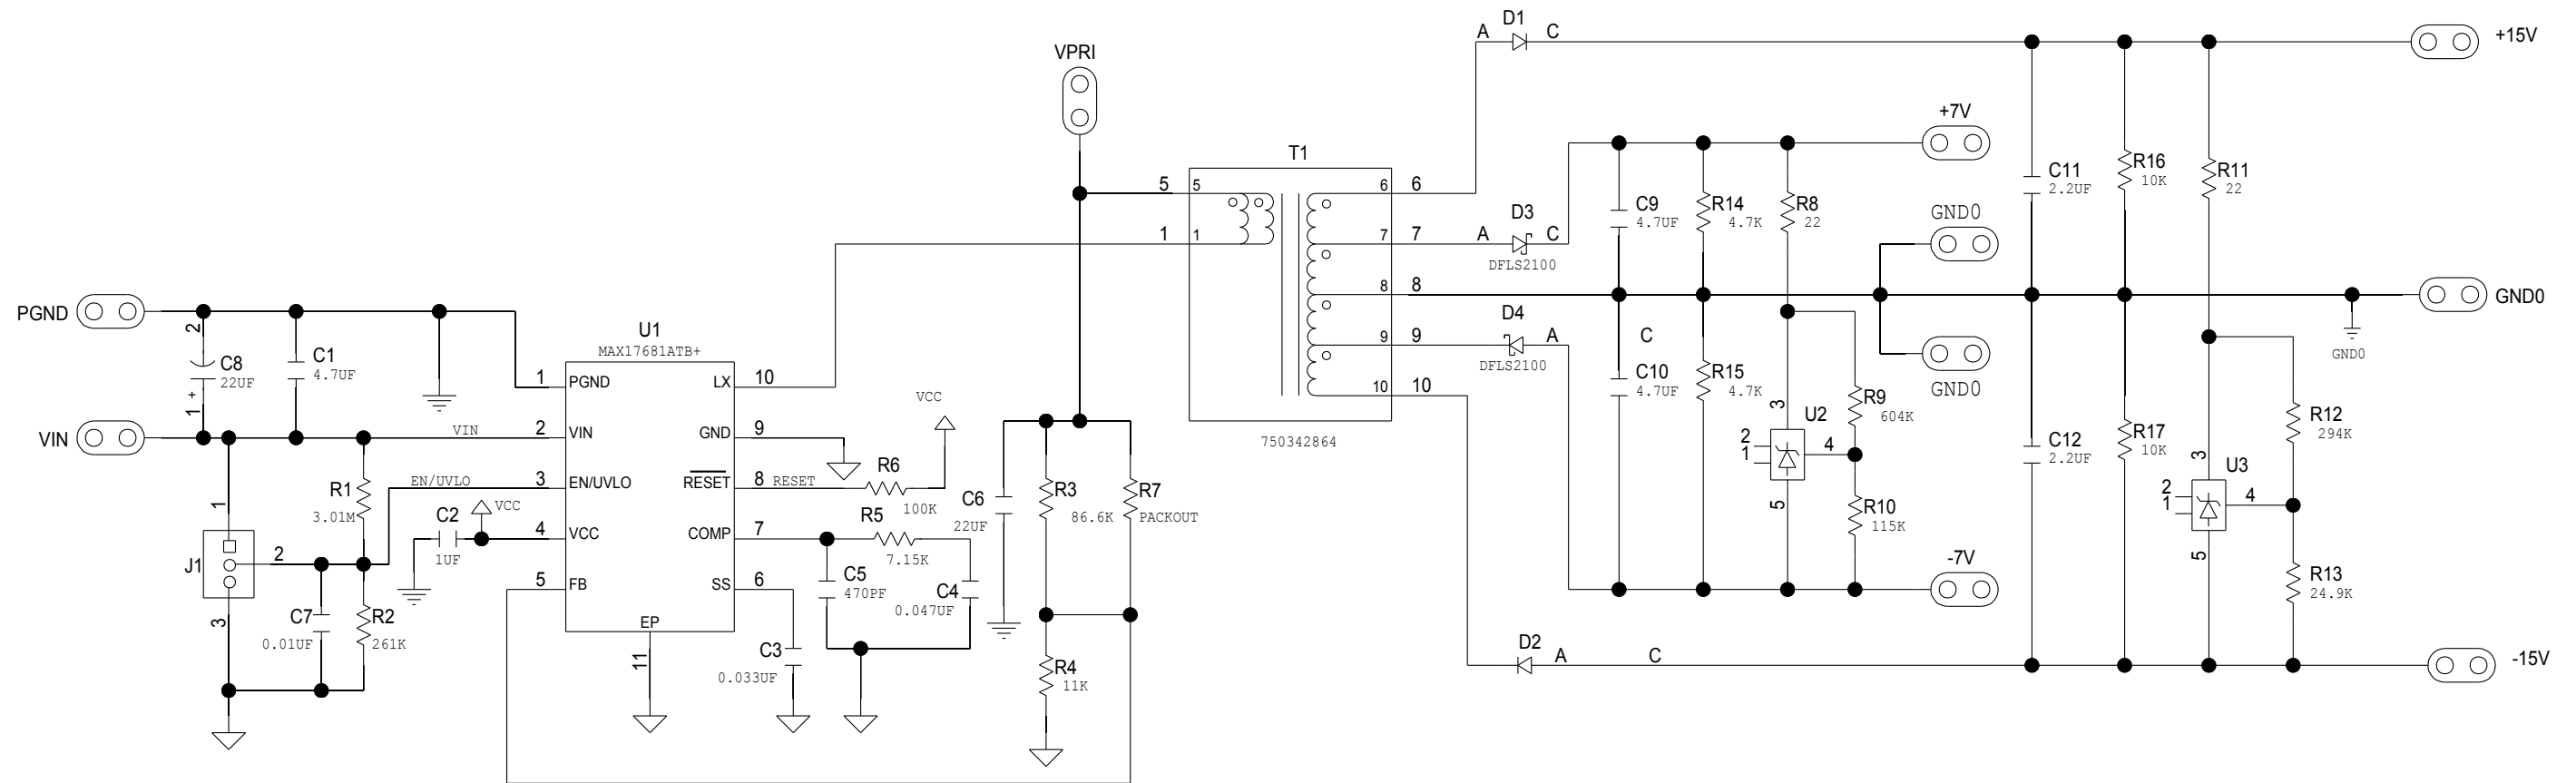 D1
A
C
+15V
VPRI
+7V
T1
C11
2.2UF
R16
10K
R11
22
5
5
6
6
C9
4.7UF
R14
4.7K
R8
22
GND0
D3
1
1
7
7
A
C
DFLS2100
8
8
GND0
PGND
2
U1
MAX17681ATB+
D4
C
9
9
A
DFLS2100
GND0
C8
22UF
C1
4.7UF
1
PGND
LX
10
VCC
10
10
C10
4.7UF
R15
4.7K
GND0
+
1
R9
604K
3
U2
R12
294K
VIN
VIN
2
VIN
GND
9
2
1
4
C12
2.2UF
R17
10K
3
U3
R6
100K
EN/UVLO
3
EN/UVLO
RESET
8
RESET
C6
22UF
R3
86.6K
R7
PACKOUT
5
R10
115K
2
1
4
1
R1
3.01M
VCC
C2
1UF
4
VCC
COMP
7
R5
7.15K
5
J1
2
5
FB
SS
6
C5
470PF
C4
0.047UF
-7V
R13
24.9K
3
C7
0.01UF
R2
261K
EP
11
C3
0.033UF
R4
11K
D2
A
C
-15V